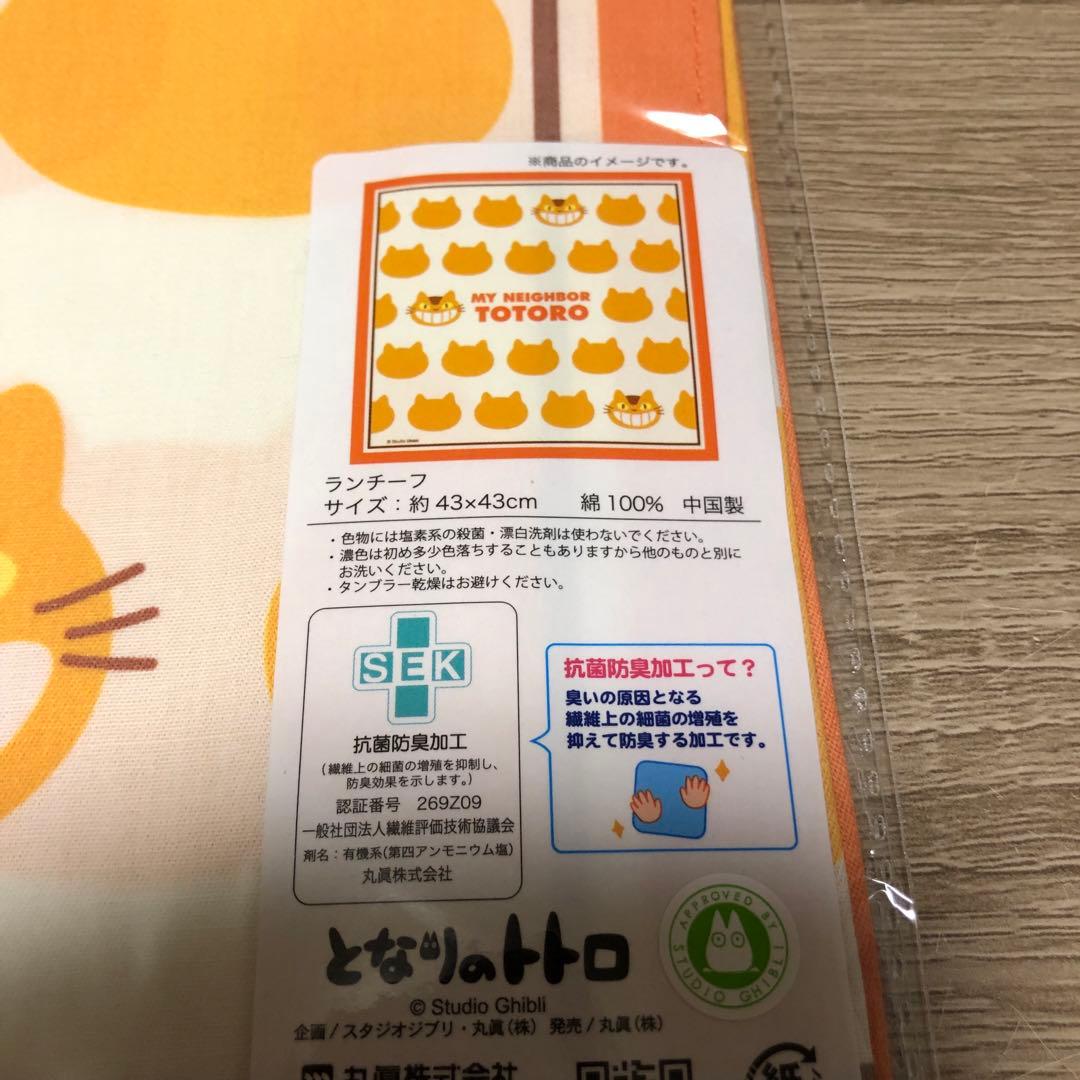 ※商品のイメージです。
MY NEIGHBOR
TOTORO
© Studio Ghibli
ランチーフ
サイズ：約 43×43cm　綿 100%　中国製
・色物には塩素系の殺菌・漂白洗剤は使わないでください。
・濃色は初め多少色落ちすることもありますから他のものと別に
お洗いください。
・タンブラー乾燥はお避けください。
SEK
抗菌防臭加工
（繊維上の細菌の増殖を抑制し、
防臭効果を示します。）
認証番号　269Z09
一般社団法人繊維評価技術協議会
剤名：有機系（第四アンモニウム塩）
丸眞株式会社
抗菌防臭加工って？
臭いの原因となる
繊維上の細菌の増殖を
抑えて防臭する加工です。
となりのトトロ
© Studio Ghibli
APPROVED BY
STUDIO GHIBLI
企画 / スタジオジブリ・丸眞（株） 発売 / 丸眞（株）
丸眞株式会社
紙